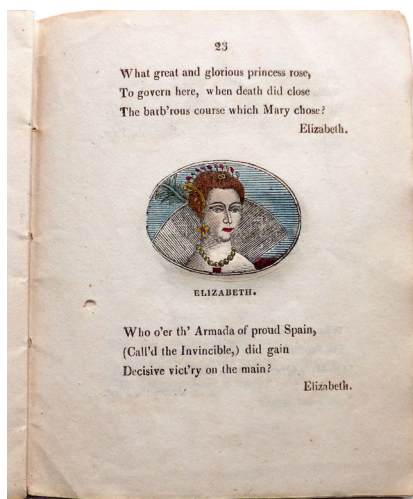 23
What great and glorious princess rose,
To govern here, when death did close
The barb'rous course which Mary chose?
Elizabeth.
ELIZABETH.
Who o'er th' Armada of proud Spain,
(Call'd the Invincible,) did gain
Decisive vict'ry on the main?
Elizabeth.